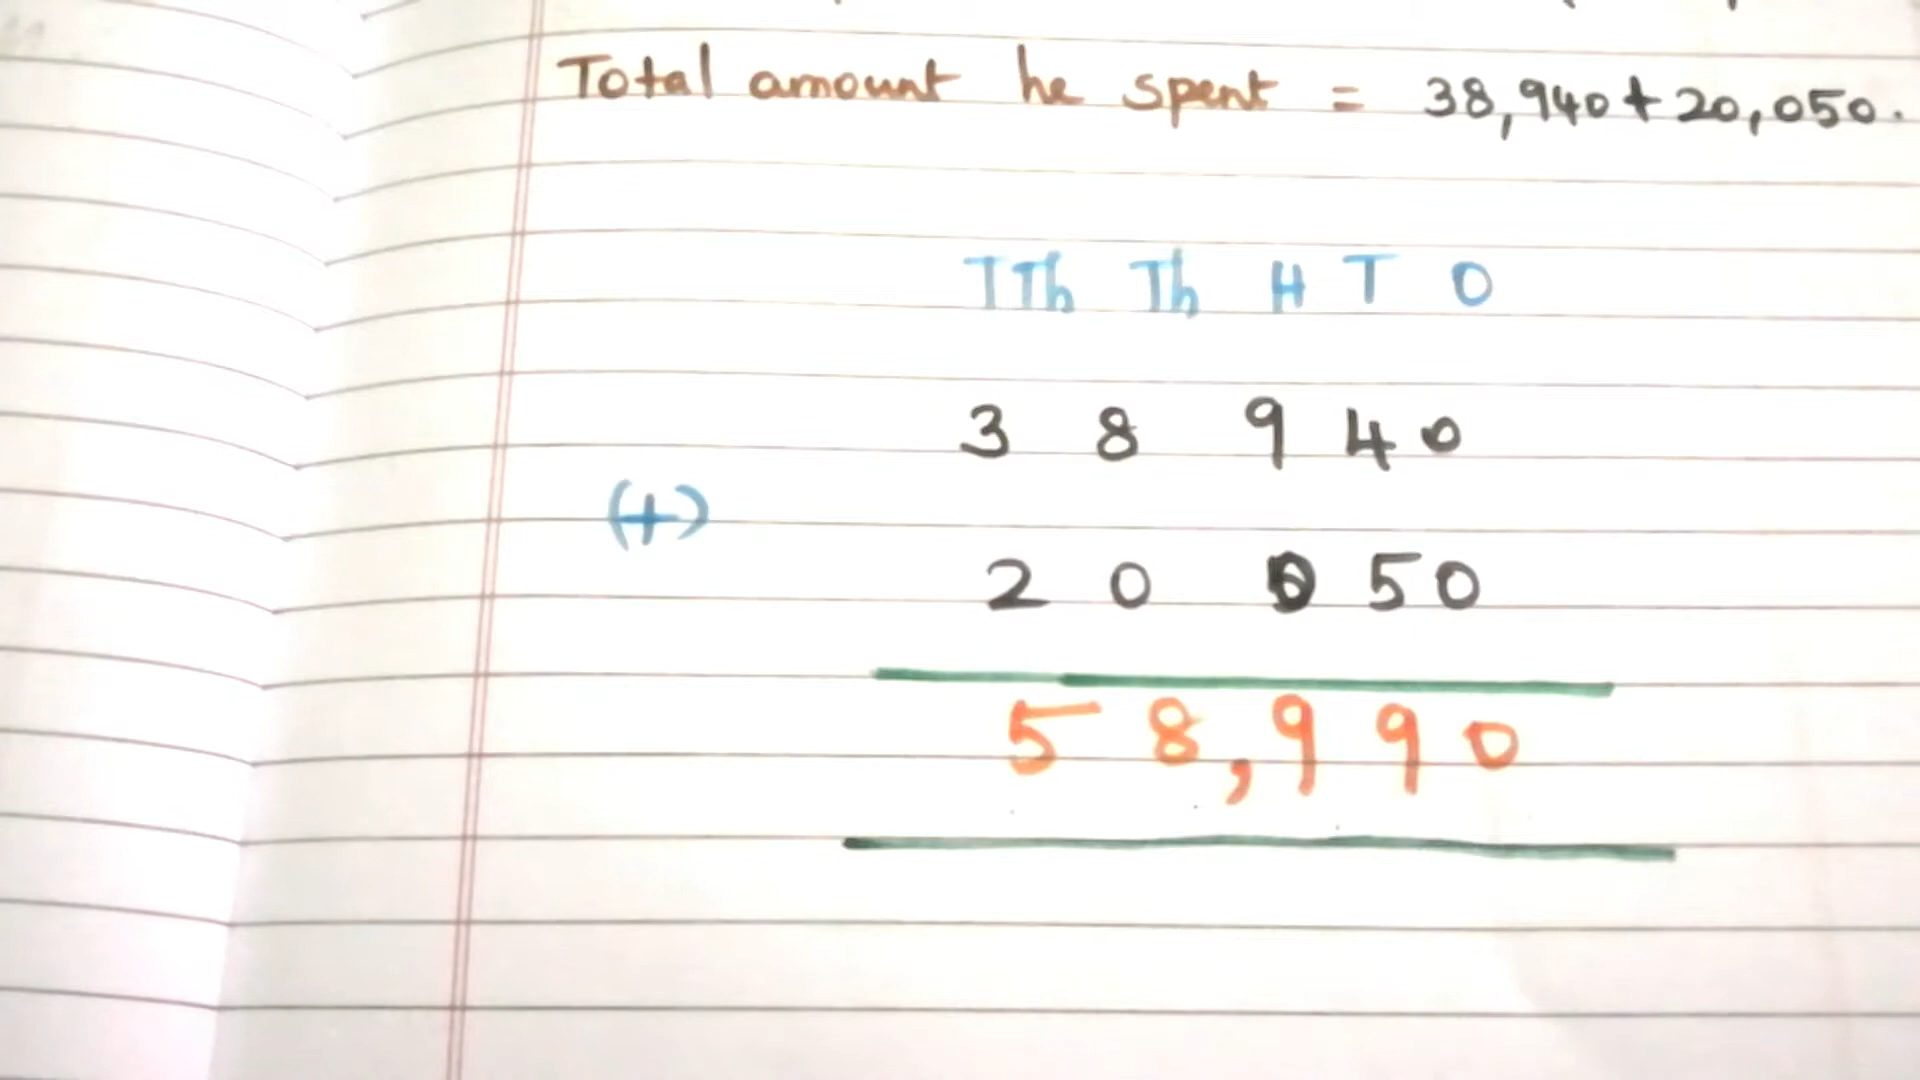 Total amount he spent = 38,940 + 20,050.
TTh Th H T O
3 8 9 4 0
(+)
2 0 0 5 0
5 8,9 9 0